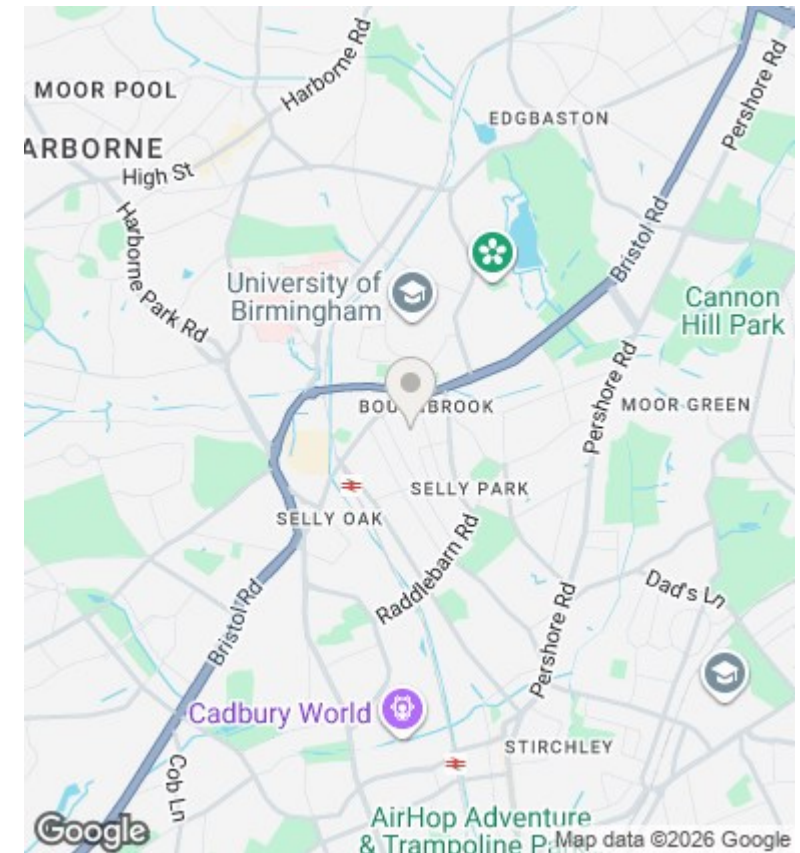 Harborne Rd
MOOR POOL
EDGBASTON
Pershore Rd
ARBORNE
High St
Harborne Park Rd
Bristol Rd
University of
Birmingham
Cannon
Hill Park
Pershore Rd
MOOR GREEN
SELLY PARK
SELLY OAK
Raddlebarn Rd
Dad's Ln
Bristol Rd
Pershore Rd
Cadbury World
STIRCHLEY
Cob Ln
AirHop Adventure
& Trampoline
Google
Map data ©2026 Google